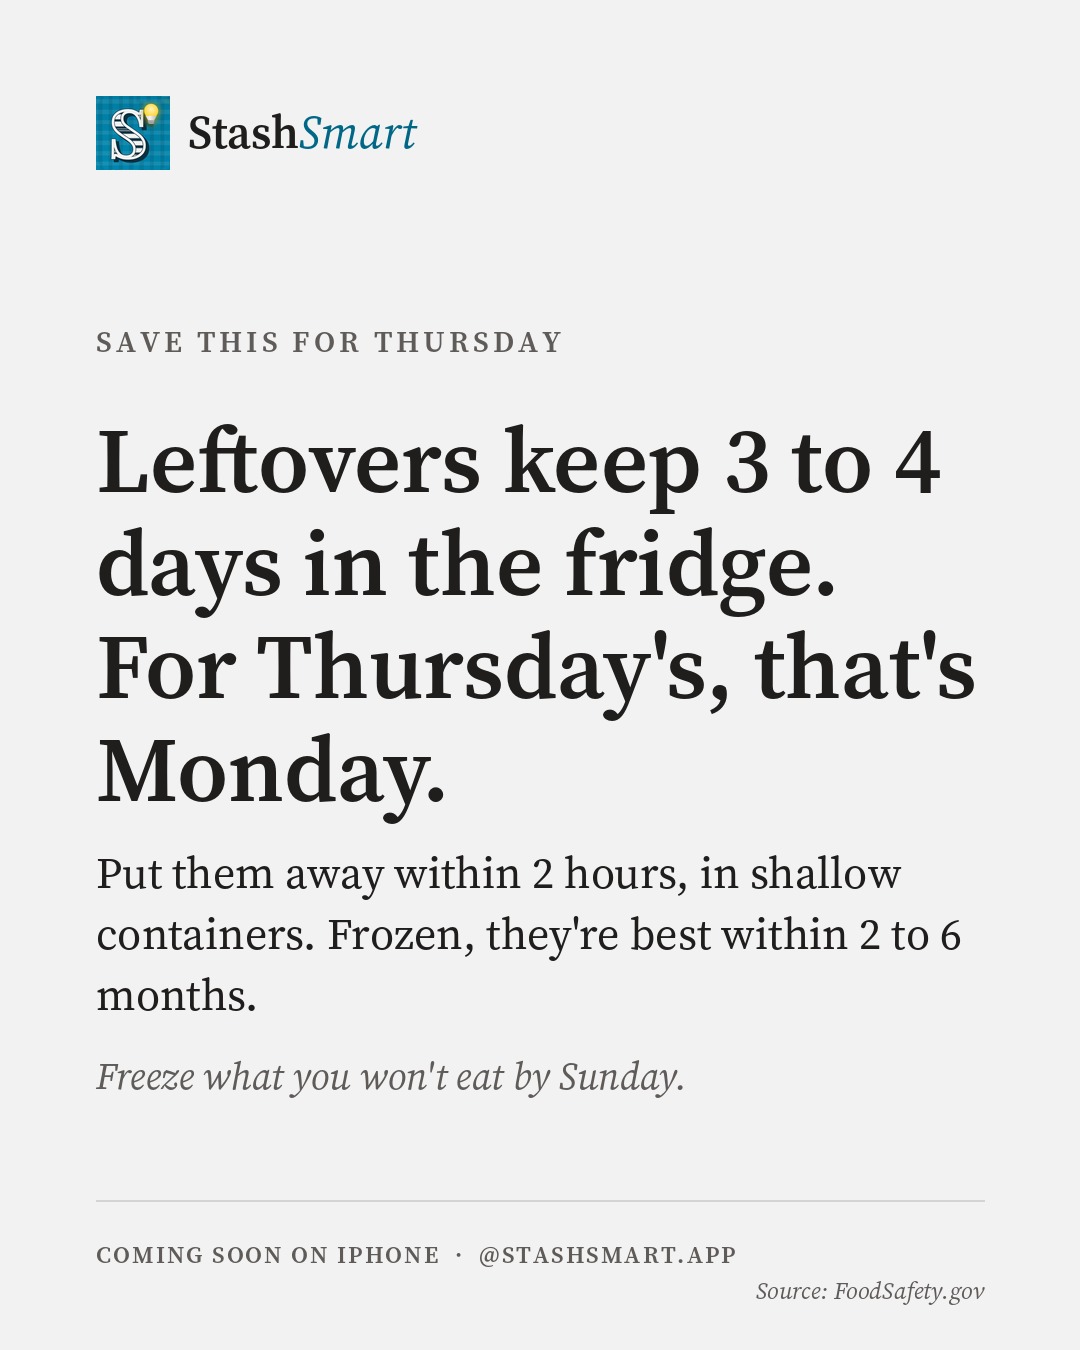 S
StashSmart
SAVE THIS FOR THURSDAY
Leftovers keep 3 to 4
days in the fridge.
For Thursday's, that's
Monday.
Put them away within 2 hours, in shallow
containers. Frozen, they're best within 2 to 6
months.
Freeze what you won't eat by Sunday.
COMING SOON ON IPHONE · @STASHSMART.APP
Source: FoodSafety.gov